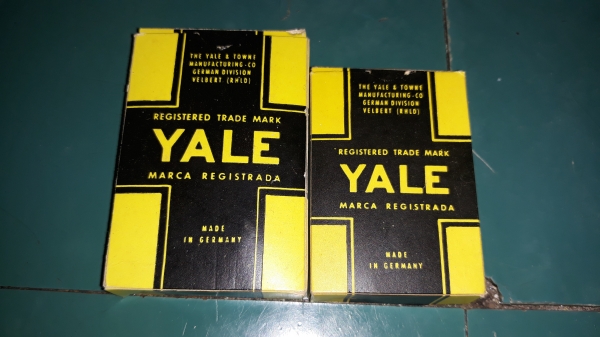 THE YALE & TOWNE
MANUFACTURING-CO
GERMAN DIVISION
VELBERT (RHLD)
REGISTERED TRADE MARK
YALE
MARCA REGISTRADA
MADE
IN GERMANY
THE YALE & TOWNE
MANUFACTURING-CO
GERMAN DIVISION
VELBERT (RHLD)
REGISTERED TRADE MARK
YALE
MARCA REGISTRADA
MADE
IN GERMANY